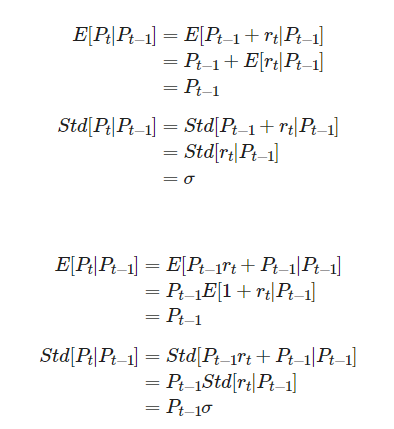 E[P_t|P_{t−1}] = E[P_{t−1} + r_t|P_{t−1}]
= P_{t−1} + E[r_t|P_{t−1}]
= P_{t−1}
Std[P_t|P_{t−1}] = Std[P_{t−1} + r_t|P_{t−1}]
= Std[r_t|P_{t−1}]
= σ
E[P_t|P_{t−1}] = E[P_{t−1}r_t + P_{t−1}|P_{t−1}]
= P_{t−1}E[1 + r_t|P_{t−1}]
= P_{t−1}
Std[P_t|P_{t−1}] = Std[P_{t−1}r_t + P_{t−1}|P_{t−1}]
= P_{t−1}Std[r_t|P_{t−1}]
= P_{t−1}σ